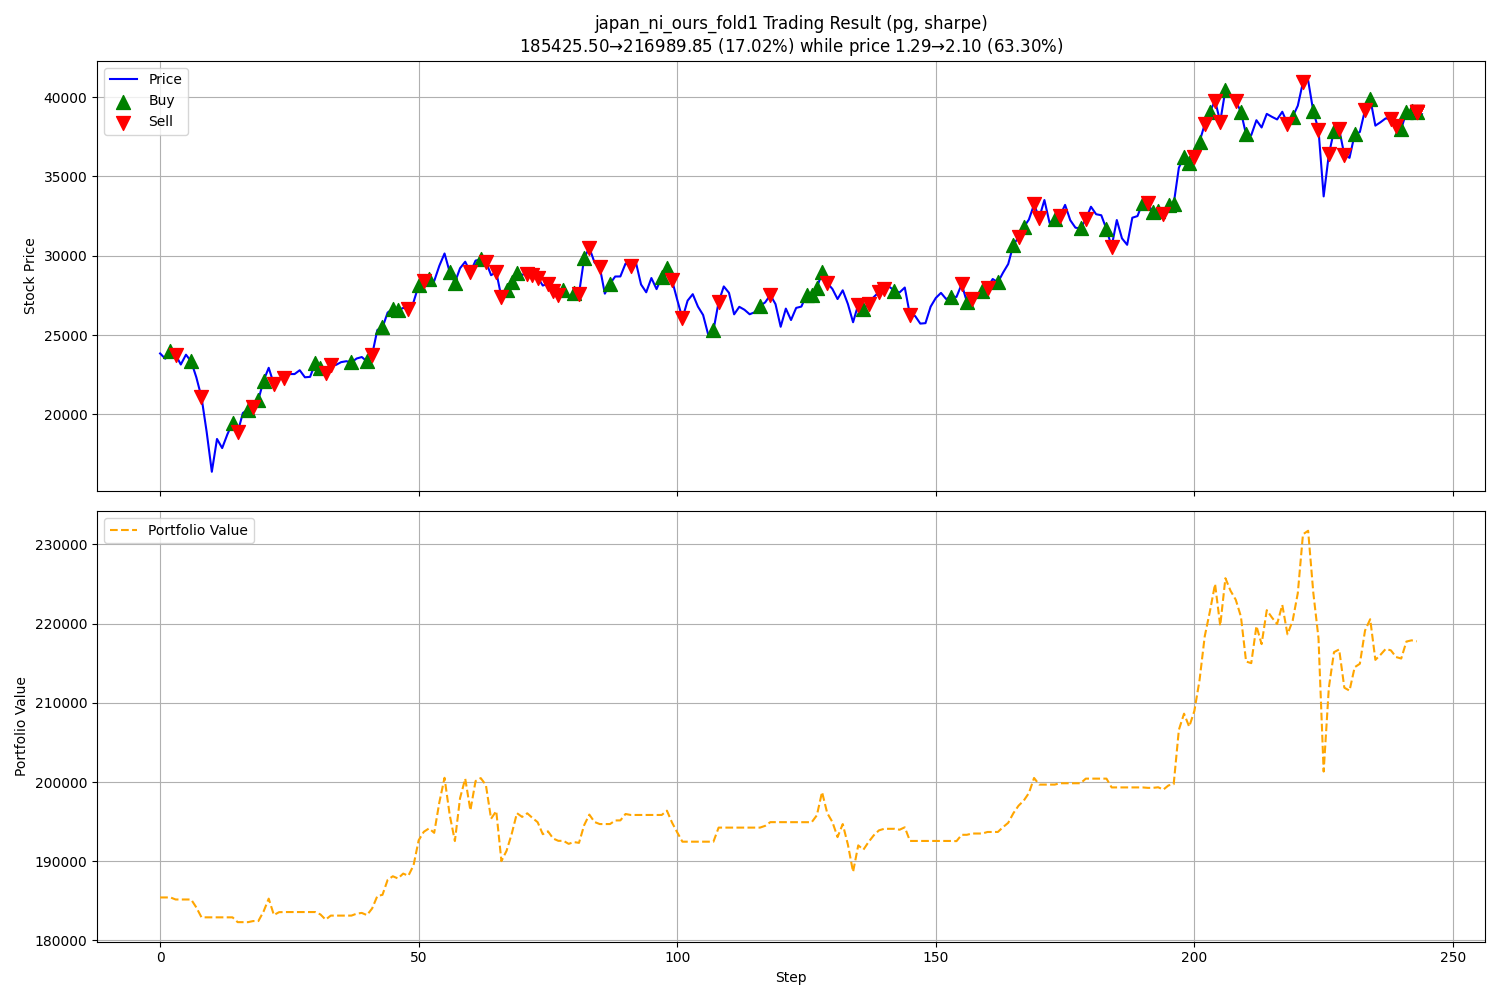 japan_ni_ours_fold1 Trading Result (pg, sharpe)
185425.50→216989.85 (17.02%) while price 1.29→2.10 (63.30%)
Price
Buy
Sell
Stock Price
40000
35000
30000
25000
20000
Portfolio Value
Portfolio Value
230000
220000
210000
200000
190000
180000
0
50
100
150
200
250
Step